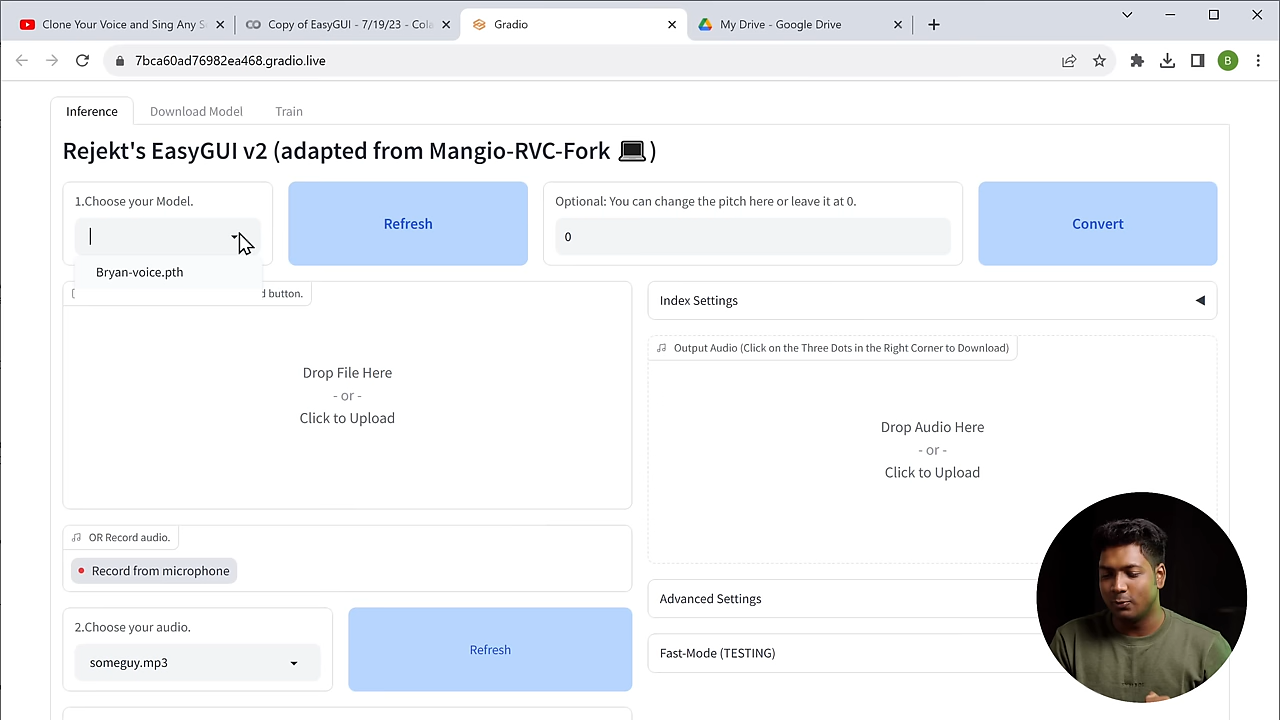 Clone Your Voice and Sing Any S
Copy of EasyGUI - 7/19/23 - Cola
Gradio
My Drive - Google Drive
7bca60ad76982ea468.gradio.live
B
Inference
Download Model
Train
Rejekt's EasyGUI v2 (adapted from Mangio-RVC-Fork 💻)
1.Choose your Model.
Refresh
Optional: You can change the pitch here or leave it at 0.
0
Convert
Bryan-voice.pth
d button.
Drop File Here
- or -
Click to Upload
Index Settings
Output Audio (Click on the Three Dots in the Right Corner to Download)
Drop Audio Here
- or -
Click to Upload
OR Record audio.
Record from microphone
2.Choose your audio.
someguy.mp3
Refresh
Advanced Settings
Fast-Mode (TESTING)